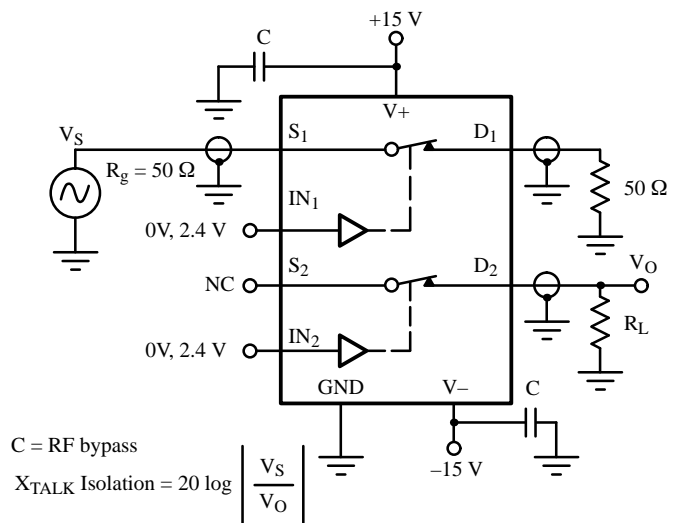 +15 V
C
V+
VS
S1
D1
Rg = 50 Ω
50 Ω
IN1
0V, 2.4 V
S2
D2
VO
NC
RL
IN2
0V, 2.4 V
GND
V–
C
–15 V
C = RF bypass
XTALK Isolation = 20 log | VS / VO |